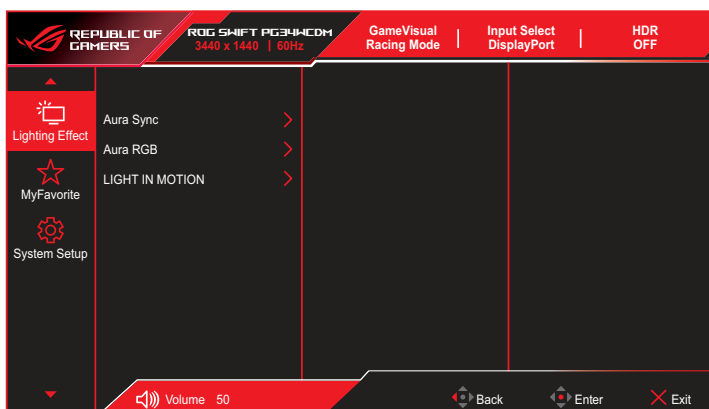 REPUBLIC OF
GAMERS
ROG SWIFT PG34WCDM
3440 x 1440 | 60Hz
GameVisual
Racing Mode
Input Select
DisplayPort
HDR
OFF
Lighting Effect
MyFavorite
System Setup
Aura Sync
Aura RGB
LIGHT IN MOTION
Volume 50
Back
Enter
Exit